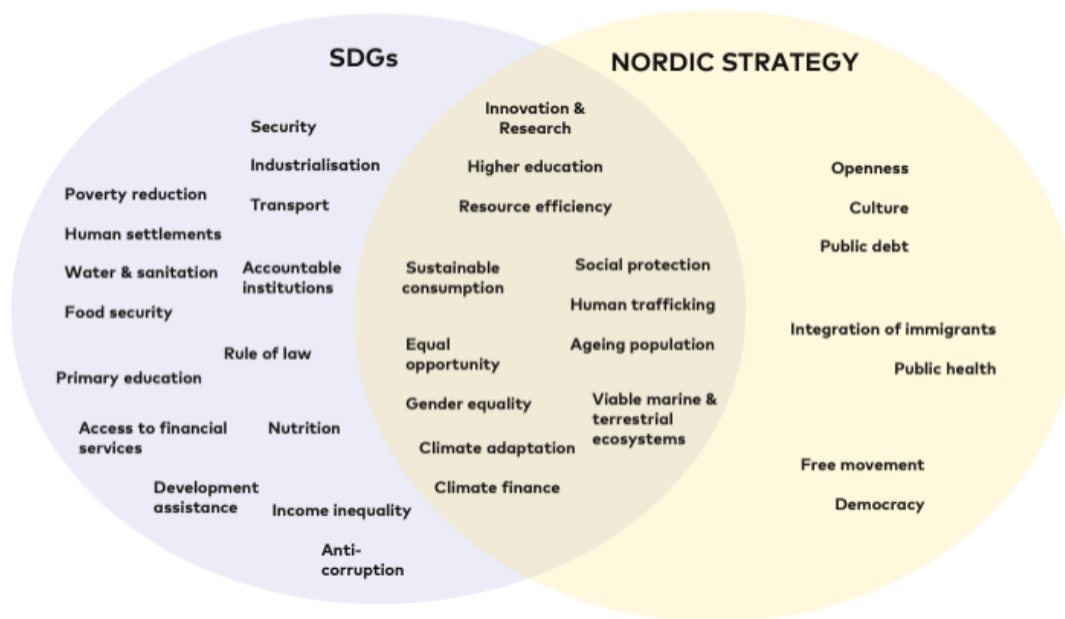 SDGs
NORDIC STRATEGY
Security
Industrialisation
Transport
Poverty reduction
Human settlements
Water & sanitation
Food security
Accountable
institutions
Rule of law
Primary education
Access to financial
services
Nutrition
Development
assistance
Income inequality
Anti-
corruption
Innovation &
Research
Higher education
Resource efficiency
Sustainable
consumption
Equal
opportunity
Gender equality
Climate adaptation
Climate finance
Social protection
Human trafficking
Ageing population
Viable marine &
terrestrial
ecosystems
Openness
Culture
Public debt
Integration of immigrants
Public health
Free movement
Democracy